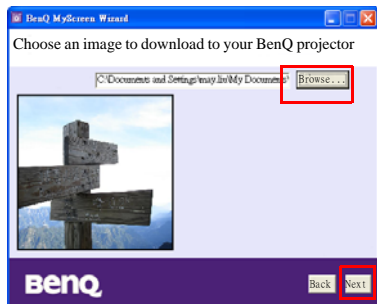 BenQ MyScreen Wizard
Choose an image to download to your BenQ projector
C:\Documents and Settings\may.liu\My Documents\
Browse...
BenQ
Back Next